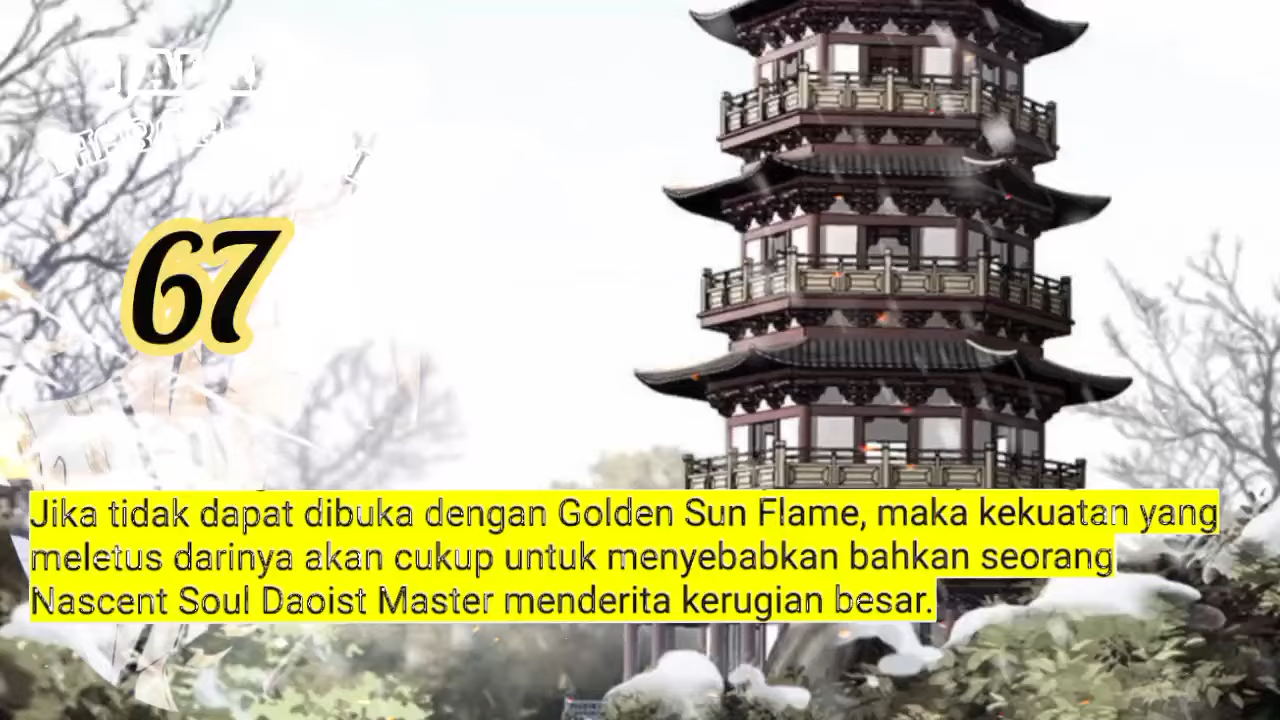 67
Jika tidak dapat dibuka dengan Golden Sun Flame, maka kekuatan yang
meletus darinya akan cukup untuk menyebabkan bahkan seorang
Nascent Soul Daoist Master menderita kerugian besar.